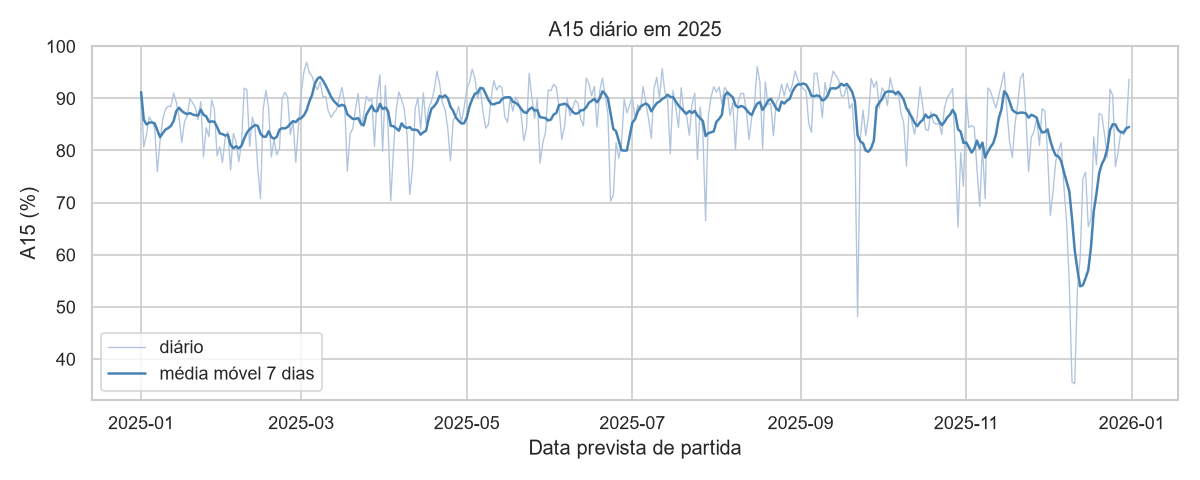 A15 diário em 2025
100
90
80
70
60
50
40
A15 (%)
diário
média móvel 7 dias
2025-01
2025-03
2025-05
2025-07
2025-09
2025-11
2026-01
Data prevista de partida